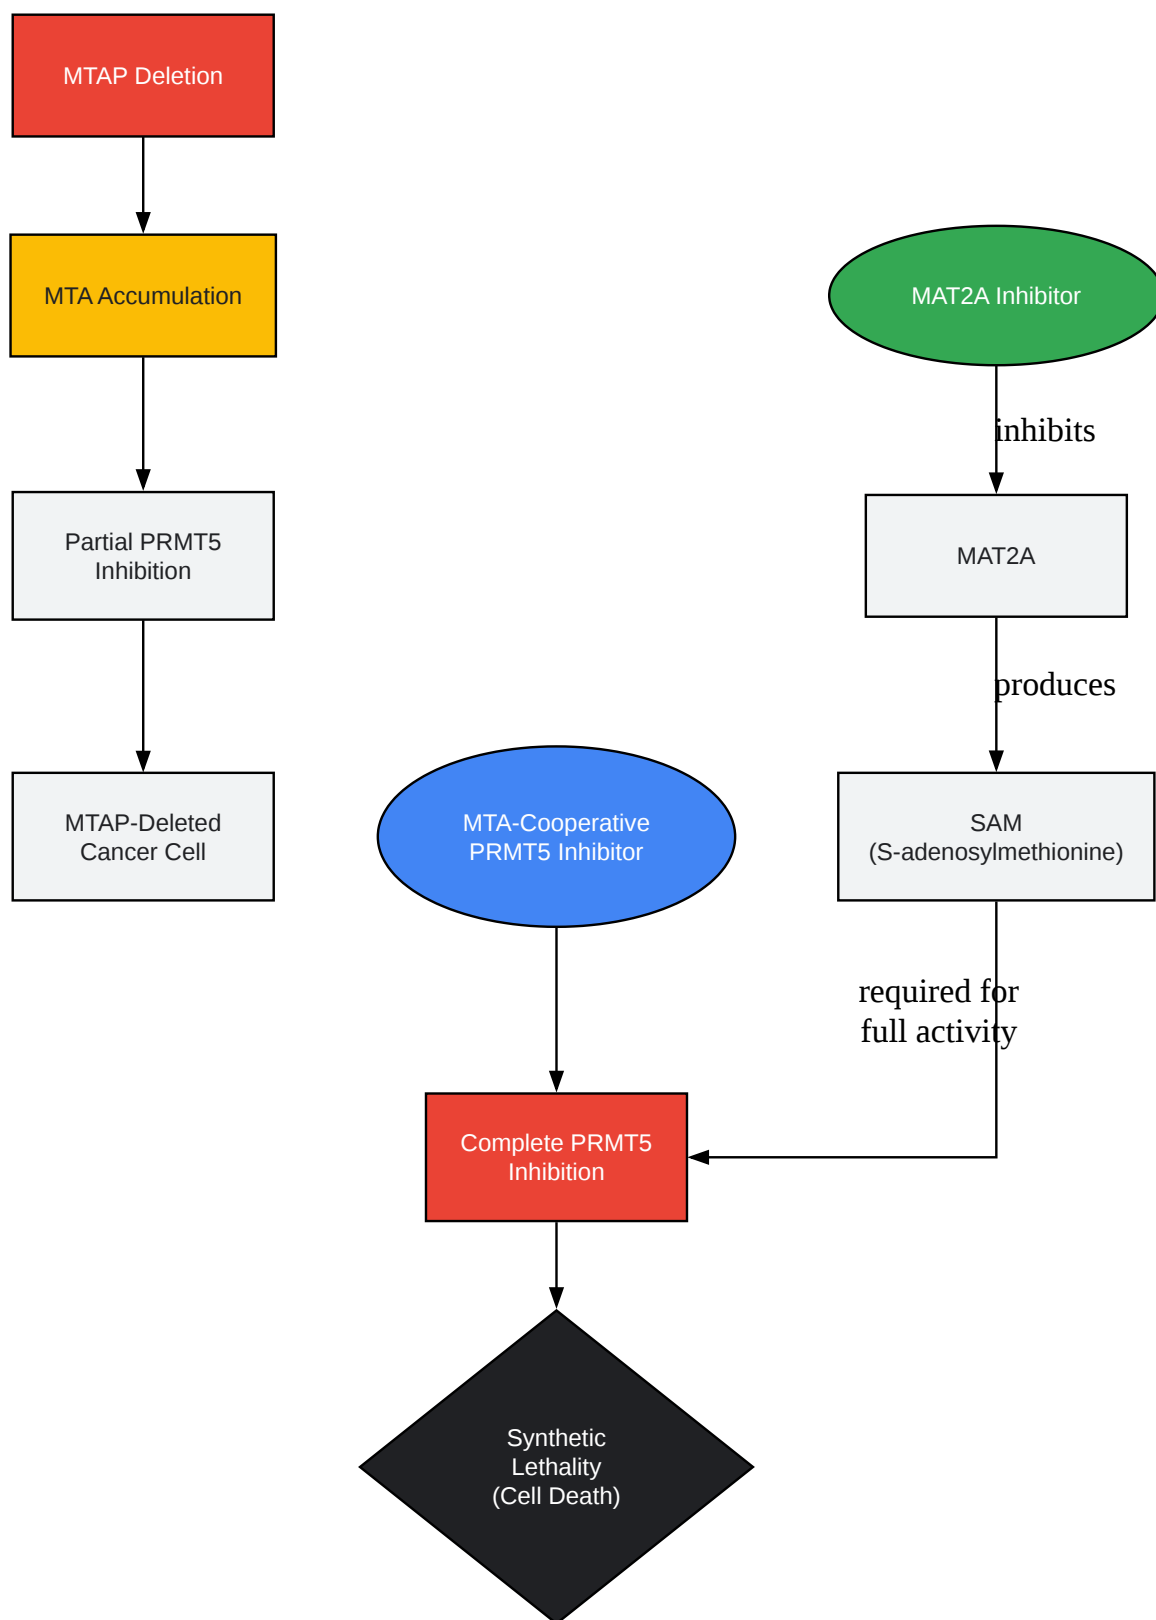 MTAP Deletion
MTA Accumulation
MAT2A Inhibitor
inhibits
Partial PRMT5
Inhibition
MAT2A
produces
MTAP-Deleted
Cancer Cell
MTA-Cooperative
PRMT5 Inhibitor
SAM
(S-adenosylmethionine)
required for
full activity
Complete PRMT5
Inhibition
Synthetic
Lethality
(Cell Death)